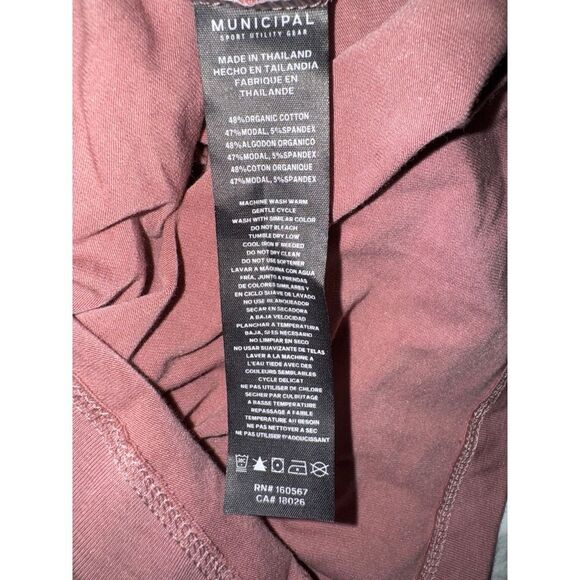 MUNICIPAL
SPORT UTILITY GEAR
MADE IN THAILAND
HECHO EN TAILANDIA
FABRIQUE EN
THAILANDE
48%ORGANIC COTTON
47%MODAL, 5%SPANDEX
48%ALGODON ORGANICO
47%MODAL, 5%SPANDEX
48%COTON ORGANIQUE
47%MODAL, 5%SPANDEX
MACHINE WASH WARM
GENTLE CYCLE
WASH WITH SIMILAR COLOR
DO NOT BLEACH
TUMBLE DRY LOW
COOL IRON IF NEEDED
DO NOT DRY CLEAN
DO NOT USE SOFTENER
LAVAR A MÁQUINA CON AGUA
FRÍA, JUNTO A PRENDAS
DE COLORES SIMILARES Y
EN CICLO SUAVE DE LAVADO
NO USE BLANQUEADOR
SECAR EN SECADORA
A BAJA VELOCIDAD
PLANCHAR A TEMPERATURA
BAJA, SI ES NECESARIO
NO LIMPIAR EN SECO
NO USAR SUAVIZANTE DE TELAS
LAVER A LA MACHINE A
L'EAU TIEDE AVEC DES
COULEURS SEMBLABLES
CYCLE DELICAT
NE PAS UTILISER DE CHLORE
SECHER PAR CULBUTAGE
A BASSE TEMPERATURE
REPASSAGE A FAIBLE
TEMPERATURE AU BESOIN
NE PAS NETTOYER A SEC
NE PAS UTILISER D'ADOUCISSANT
RN# 160567
CA# 18026